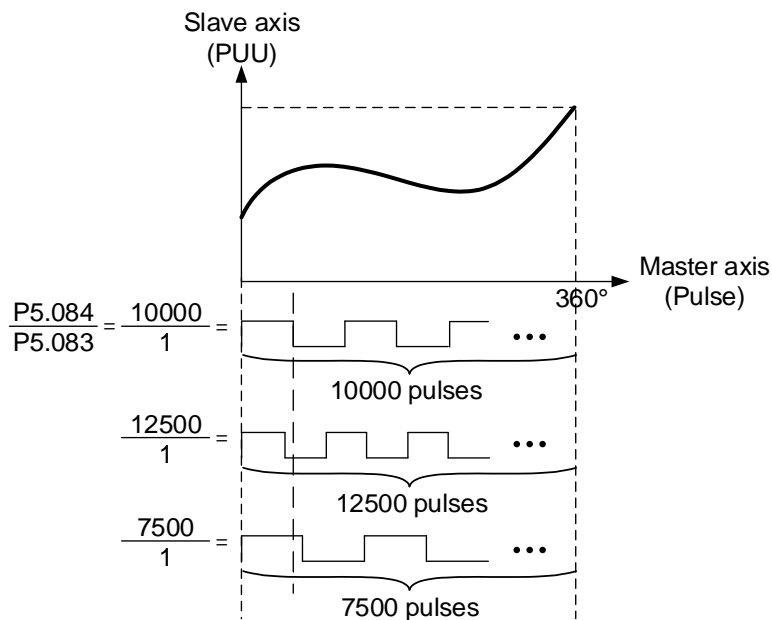 Slave axis
(PUU)
Master axis
(Pulse)
360°
P5.084
P5.083
=
10000
1
=
10000 pulses
12500
1
=
12500 pulses
7500
1
=
7500 pulses